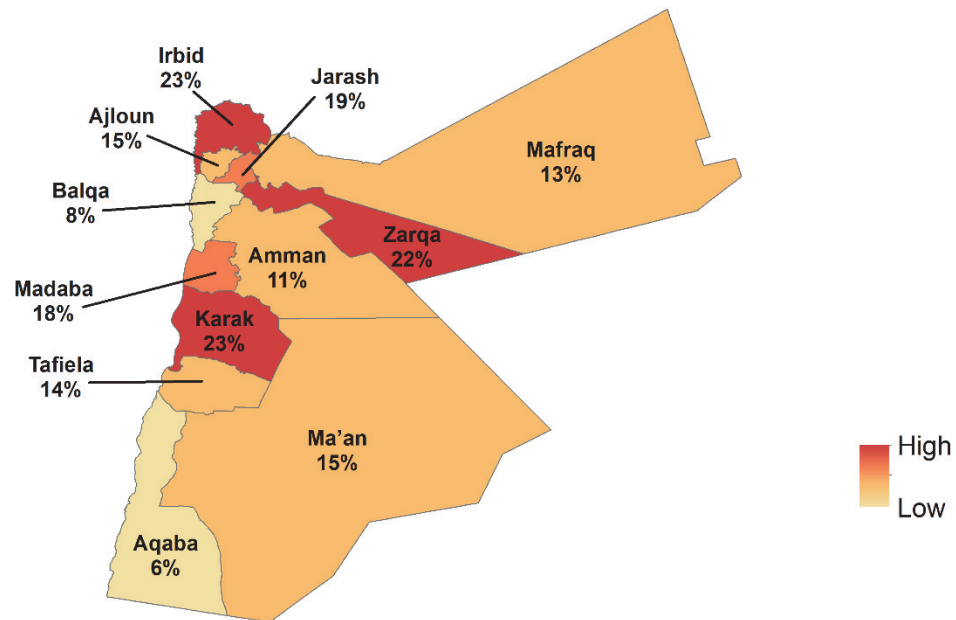 Irbid
23%
Jarash
19%
Ajloun
15%
Mafraq
13%
Balqa
8%
Zarqa
22%
Amman
11%
Madaba
18%
Karak
23%
Tafiela
14%
Ma’an
15%
High
Low
Aqaba
6%